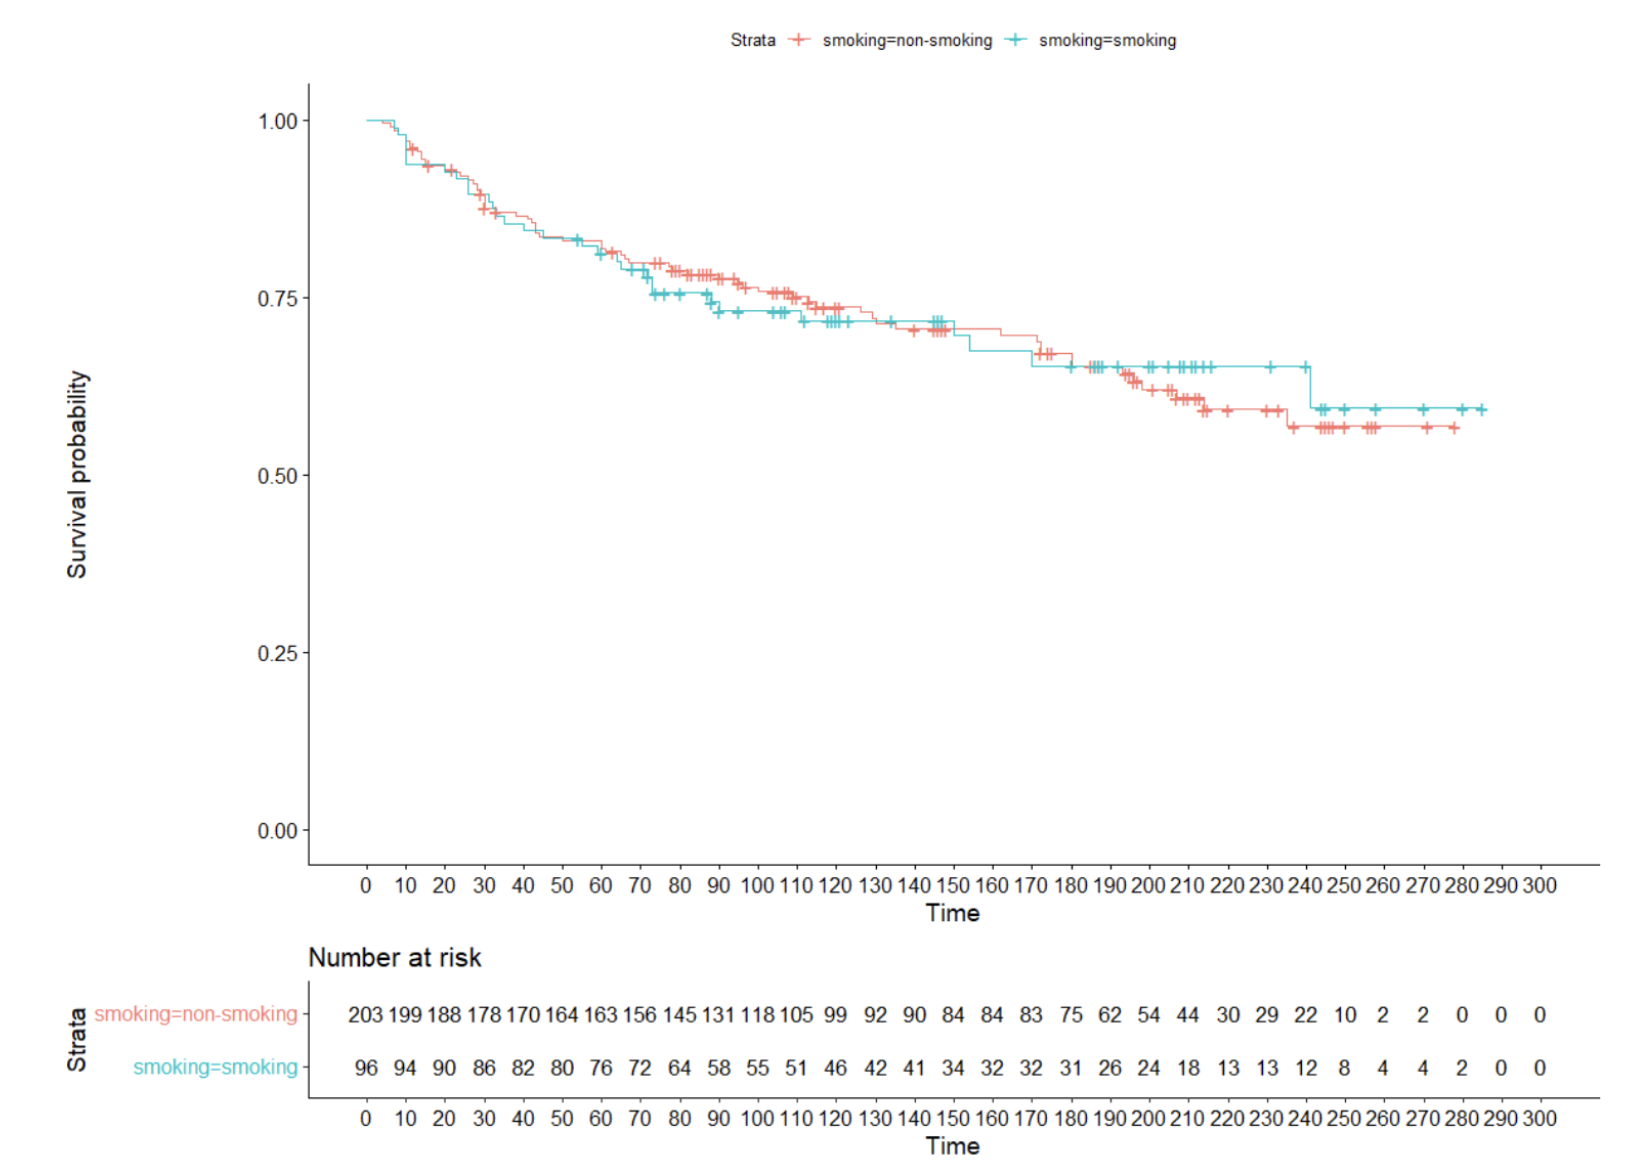 Strata smoking=non-smoking smoking=smoking
1.00
0.75
0.50
0.25
0.00
Survival probability
0 10 20 30 40 50 60 70 80 90 100 110 120 130 140 150 160 170 180 190 200 210 220 230 240 250 260 270 280 290 300
Time
Number at risk
Strata
smoking=non-smoking 203 199 188 178 170 164 163 156 145 131 118 105 99 92 90 84 84 83 75 62 54 44 30 29 22 10 2 2 0 0 0
smoking=smoking 96 94 90 86 82 80 76 72 64 58 55 51 46 42 41 34 32 32 31 26 24 18 13 13 12 8 4 4 2 0 0
0 10 20 30 40 50 60 70 80 90 100 110 120 130 140 150 160 170 180 190 200 210 220 230 240 250 260 270 280 290 300
Time